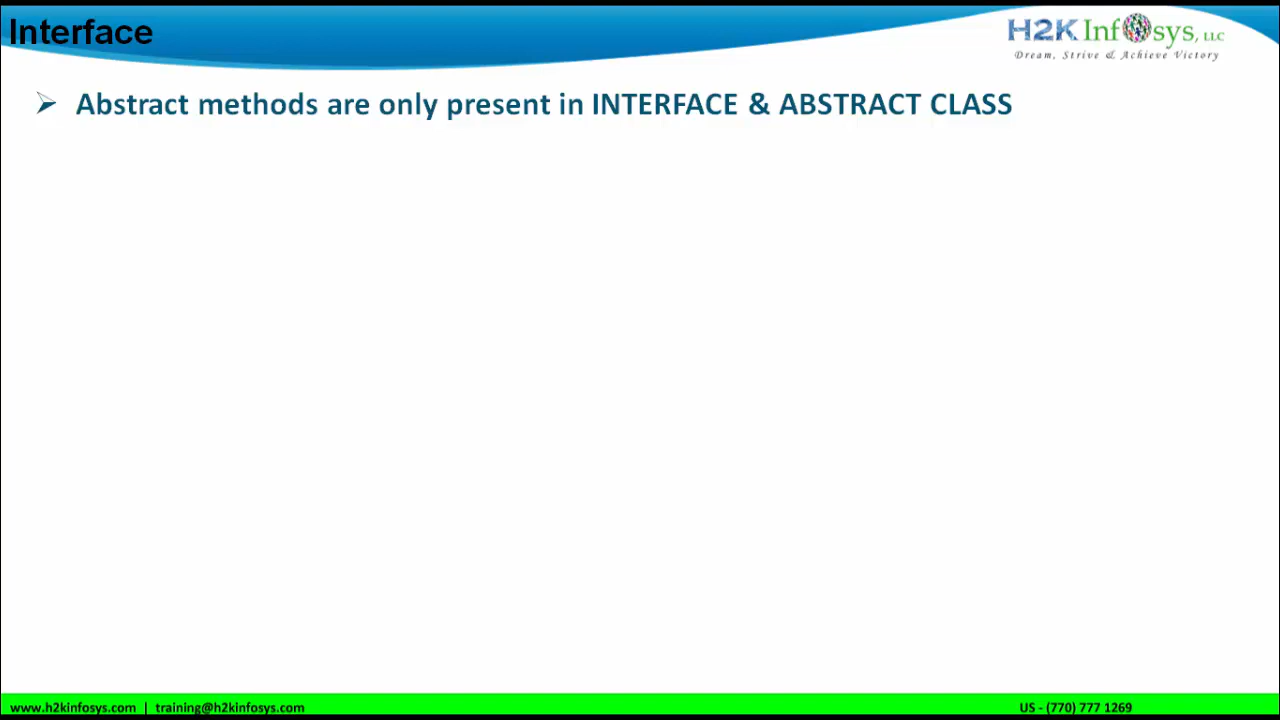 Interface
H2K Infosys, LLC
Dream, Strive & Achieve Victory
Abstract methods are only present in INTERFACE & ABSTRACT CLASS
www.h2kinfosys.com | training@h2kinfosys.com
US - (770) 777 1269